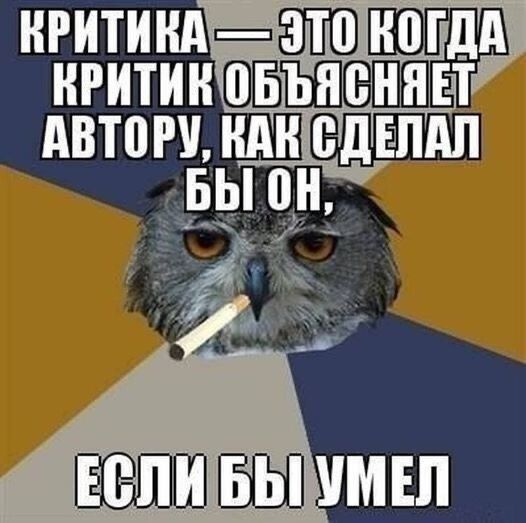 КРИТИКА — ЭТО КОГДА
КРИТИК ОБЪЯСНЯЕТ
АВТОРУ, КАК СДЕЛАЛ
БЫ ОН,
ЕСЛИ БЫ УМЕЛ